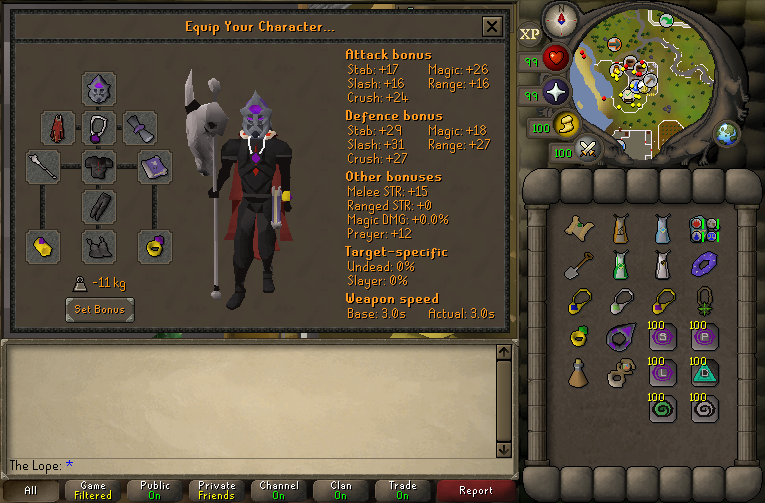 Equip Your Character...
Attack bonus
Stab: +17 Magic: +26
Slash: +16 Range: +16
Crush: +24
Defence bonus
Stab: +29 Magic: +18
Slash: +31 Range: +27
Crush: +27
Other bonuses
Melee STR: +15
Ranged STR: +0
Magic DMG: +0.0%
Prayer: +12
Target-specific
Undead: 0%
Slayer: 0%
Weapon speed
Base: 3.0s Actual: 3.0s
-11 kg
Set Bonus
XP
99
99
100
100
100 100
S P
100 100
L
100 100
The Lope: *
All
Game
Filtered
Public
On
Private
Friends
Channel
On
Clan
On
Trade
On
Report